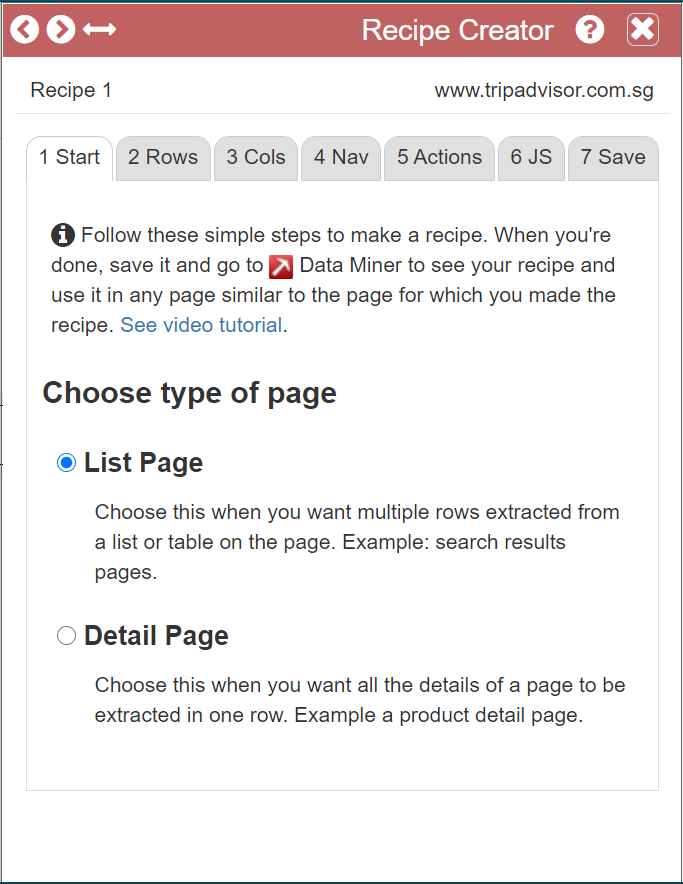 Recipe Creator ?
Recipe 1 www.tripadvisor.com.sg
1 Start 2 Rows 3 Cols 4 Nav 5 Actions 6 JS 7 Save
Follow these simple steps to make a recipe. When you're
done, save it and go to Data Miner to see your recipe and
use it in any page similar to the page for which you made the
recipe. See video tutorial.
Choose type of page
List Page
Choose this when you want multiple rows extracted from
a list or table on the page. Example: search results
pages.
Detail Page
Choose this when you want all the details of a page to be
extracted in one row. Example a product detail page.